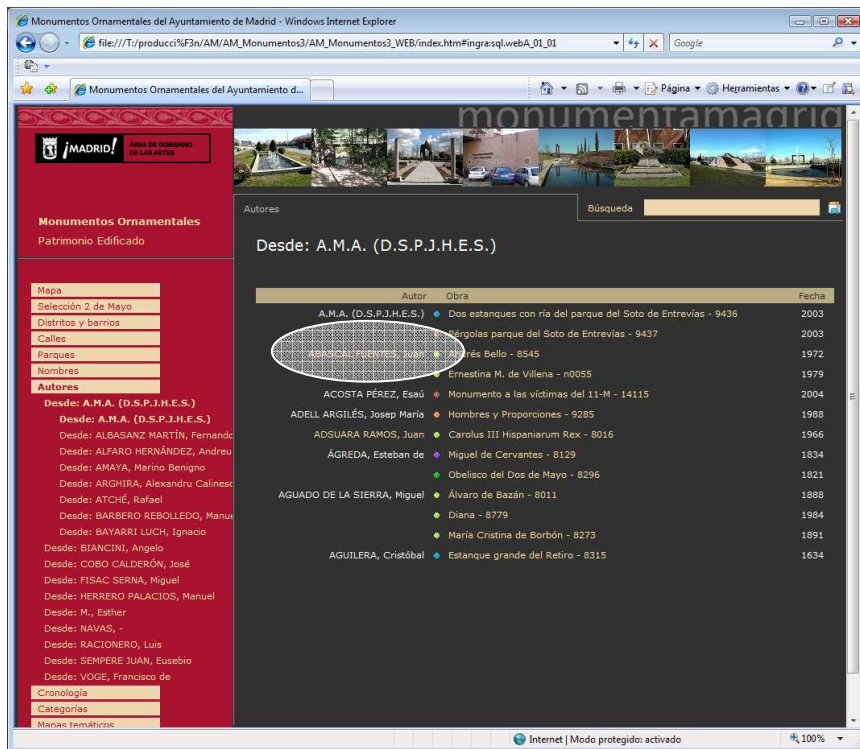 Monumentos Ornamentales del Ayuntamiento de Madrid - Windows Internet Explorer
file:///T:/producci%F3n/AM/AM_Monumentos3/AM_Monumentos3_WEB/index.htm#ingra:sql.webA_01_01
Google
Monumentos Ornamentales del Ayuntamiento d...
Página
Herramientas
monumentamadrid
¡MADRID!
ÁREA DE GOBIERNO
DE LAS ARTES
Monumentos Ornamentales
Patrimonio Edificado
Autores
Búsqueda
Desde: A.M.A. (D.S.P.J.H.E.S.)
Mapa
Selección 2 de Mayo
Distritos y barrios
Calles
Parques
Nombres
Autores
Desde: A.M.A. (D.S.P.J.H.E.S.)
Desde: A.M.A. (D.S.P.J.H.E.S.)
Desde: ALBASANZ MARTÍN, Fernando
Desde: ALFARO HERNÁNDEZ, Andreu
Desde: AMAYA, Marino Benigno
Desde: ARGHIRA, Alexandru Calinesc
Desde: ATCHÉ, Rafael
Desde: BARBERO REBOLLEDO, Manue
Desde: BAYARRI LLUCH, Ignacio
Desde: BIANCINI, Angelo
Desde: COBO CALDERÓN, José
Desde: FISAC SERNA, Miguel
Desde: HERRERO PALACIOS, Manuel
Desde: M., Esther
Desde: NAVAS, -
Desde: RACIONERO, Luis
Desde: SEMPERE JUAN, Eusebio
Desde: VOGE, Francisco de
Cronología
Categorías
Mapas temáticos
Autor Obra Fecha
A.M.A. (D.S.P.J.H.E.S.) Dos estanques con ría del parque del Soto de Entrevías - 9436 2003
Pérgolas parque del Soto de Entrevías - 9437 2003
ABASCAL FUENTES, Juan Andrés Bello - 8545 1972
Ernestina M. de Villena - n0055 1979
ACOSTA PÉREZ, Esaú Monumento a las víctimas del 11-M - 14115 2004
ADELL ARGILÉS, Josep María Hombres y Proporciones - 9285 1988
ADSUARA RAMOS, Juan Carolus III Hispaniarum Rex - 8016 1966
ÁGREDA, Esteban de Miguel de Cervantes - 8129 1834
Obelisco del Dos de Mayo - 8296 1821
AGUADO DE LA SIERRA, Miguel Álvaro de Bazán - 8011 1888
Diana - 8779 1984
María Cristina de Borbón - 8273 1891
AGUILERA, Cristóbal Estanque grande del Retiro - 8315 1634
Internet | Modo protegido: activado
100%